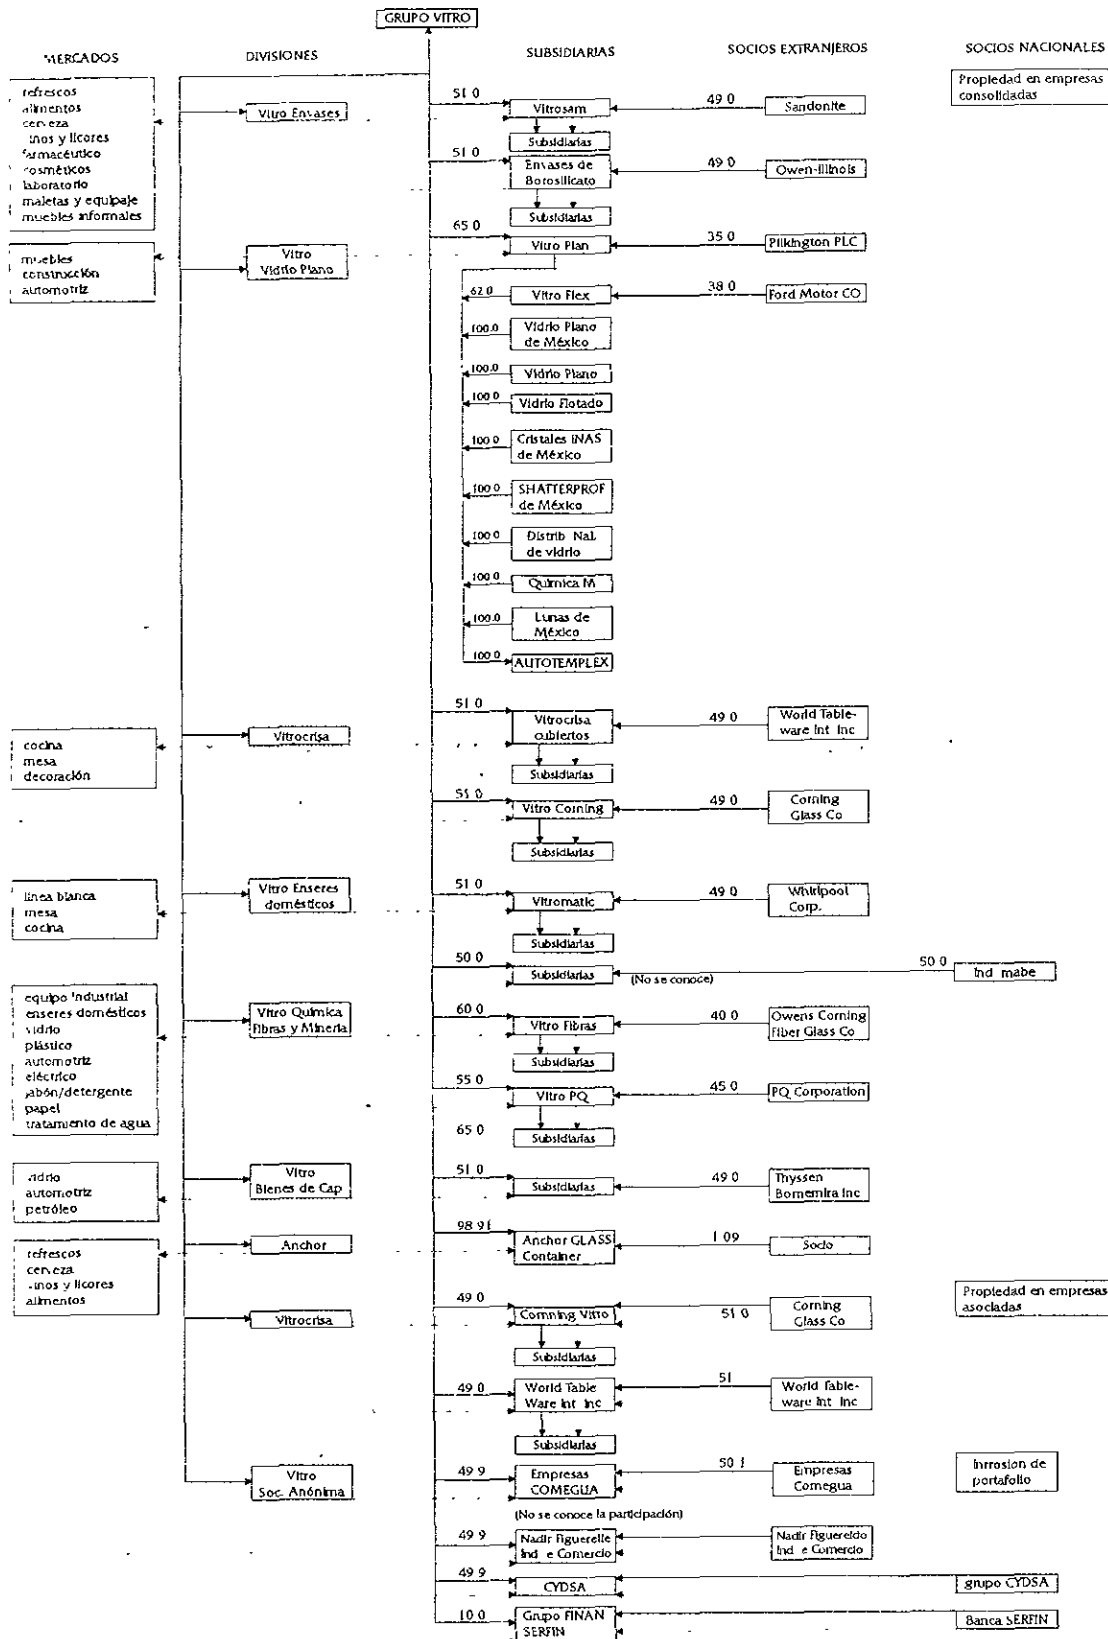 GRUPO VITRO
MERCADOS
DIVISIONES
SUBSIDIARIAS
SOCIOS EXTRANJEROS
SOCIOS NACIONALES
Propiedad en empresas
consolidadas
refrescos
alimentos
cerveza
vinos y licores
farmacéutico
cosméticos
laboratorio
maletas y equipaje
muebles informales
Vitro Envases
51 0
Vitrosam
49 0
Sandonite
Subsidiarias
51 0
Envases de
Borosilicato
49 0
Owen-Illinois
Subsidiarias
muebles
construcción
automotriz
Vitro
Vidrio Plano
65 0
Vitro Plan
35 0
Pilkington PLC
62 0
Vitro Flex
38 0
Ford Motor CO
100.0
Vidrio Plano
de México
100.0
Vidrio Plano
100 0
Vidrio Flotado
100 0
Cristales INAS
de México
100.0
SHATTERPROF
de México
100 0
Distrib Nal.
de vidrio
100.0
Química M
100.0
Lunas de
México
100.0
AUTOTEMPLEX
cocina
mesa
decoración
Vitrocrisa
51 0
Vitrocrisa
cubiertos
49 0
World Table-
ware Int Inc
Subsidiarias
51 0
Vitro Corning
49 0
Corning
Glass Co
Subsidiarias
línea blanca
mesa
cocina
Vitro Enseres
domésticos
51 0
Vitromatic
49 0
Whirlpool
Corp.
Subsidiarias
50 0
Subsidiarias
(No se conoce)
50 0
Ind mabe
equipo industrial
enseres domésticos
vidrio
plástico
automotriz
eléctrico
jabón/detergente
papel
tratamiento de agua
Vitro Química
Fibras y Minería
60 0
Vitro Fibras
40 0
Owens Corning
Fiber Glass Co
Subsidiarias
55 0
Vitro PQ
45 0
PQ Corporation
65 0
Subsidiarias
vidrio
automotriz
petróleo
Vitro
Bienes de Cap
51 0
Subsidiarias
49 0
Thyssen
Bornemira Inc
refrescos
cerveza
vinos y licores
alimentos
Anchor
98 91
Anchor GLASS
Container
1 09
Socio
Propiedad en empresas
asociadas
Vitrocrisa
49 0
Cornning Vitro
51 0
Corning
Glass Co
Subsidiarias
49 0
World Table
Ware Int Inc
51
World Table-
ware Int Inc
Subsidiarias
Vitro
Soc. Anónima
49 9
Empresas
COMEGUA
50 1
Empresas
Comegua
Inrrosion de
portafolio
(No se conoce la participación)
49 9
Nadir Figuerelle
Ind e Comercio
Nadir Figuereldo
Ind e Comercio
49 9
CYDSA
grupo CYDSA
10 0
Grupo FINAN
SERFIN
Banca SERFIN